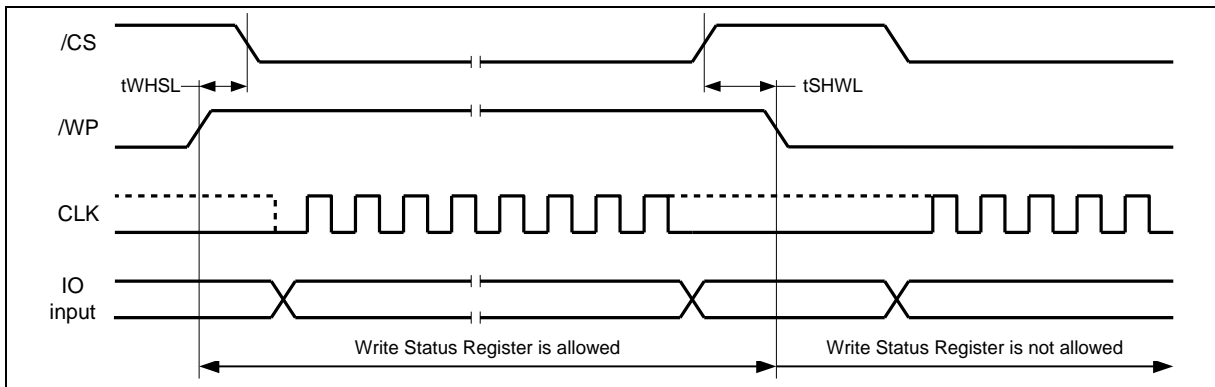 /CS
tWHSL
tSHWL
/WP
CLK
IO
input
Write Status Register is allowed
Write Status Register is not allowed